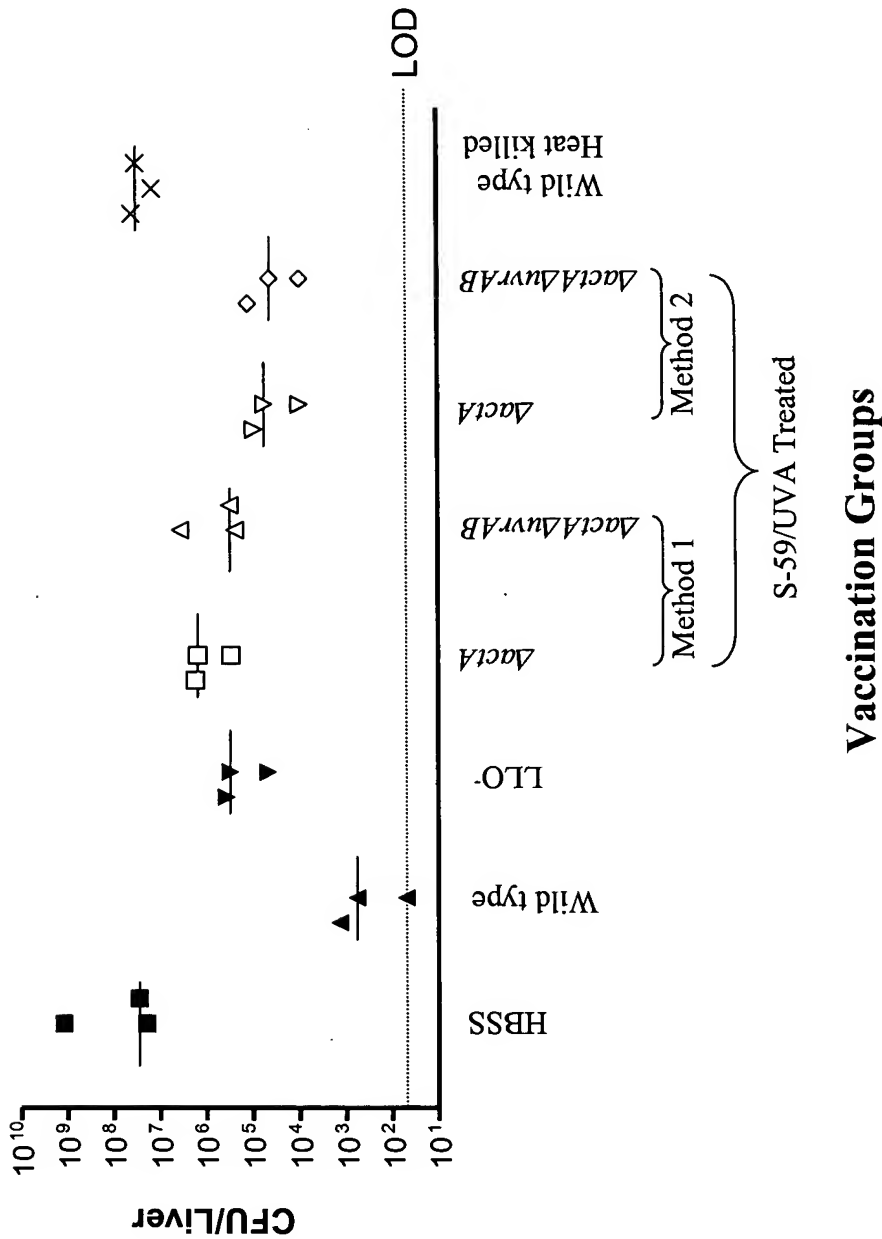 CFU/Liver
10¹⁰
10⁹
10⁸
10⁷
10⁶
10⁵
10⁴
10³
10²
10¹
LOD
HBSS
Wild type
LLO⁻
ΔactA
ΔactAΔuvrAB
ΔactA
ΔactAΔuvrAB
Wild type
Heat killed
Method 1
Method 2
S-59/UVA Treated
Vaccination Groups